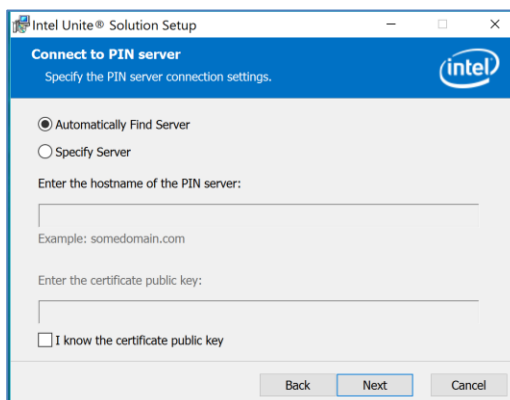 Intel Unite® Solution Setup
Connect to PIN server
Specify the PIN server connection settings.
intel
Automatically Find Server
Specify Server
Enter the hostname of the PIN server:
Example: somedomain.com
Enter the certificate public key:
I know the certificate public key
Back Next Cancel